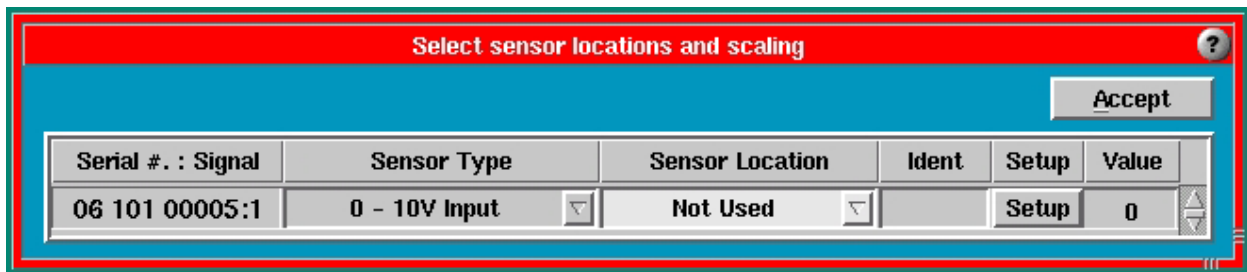 Select sensor locations and scaling ?
Accept
Serial #. : Signal Sensor Type Sensor Location Ident Setup Value
06 101 00005:1 0 - 10V Input Not Used Setup 0